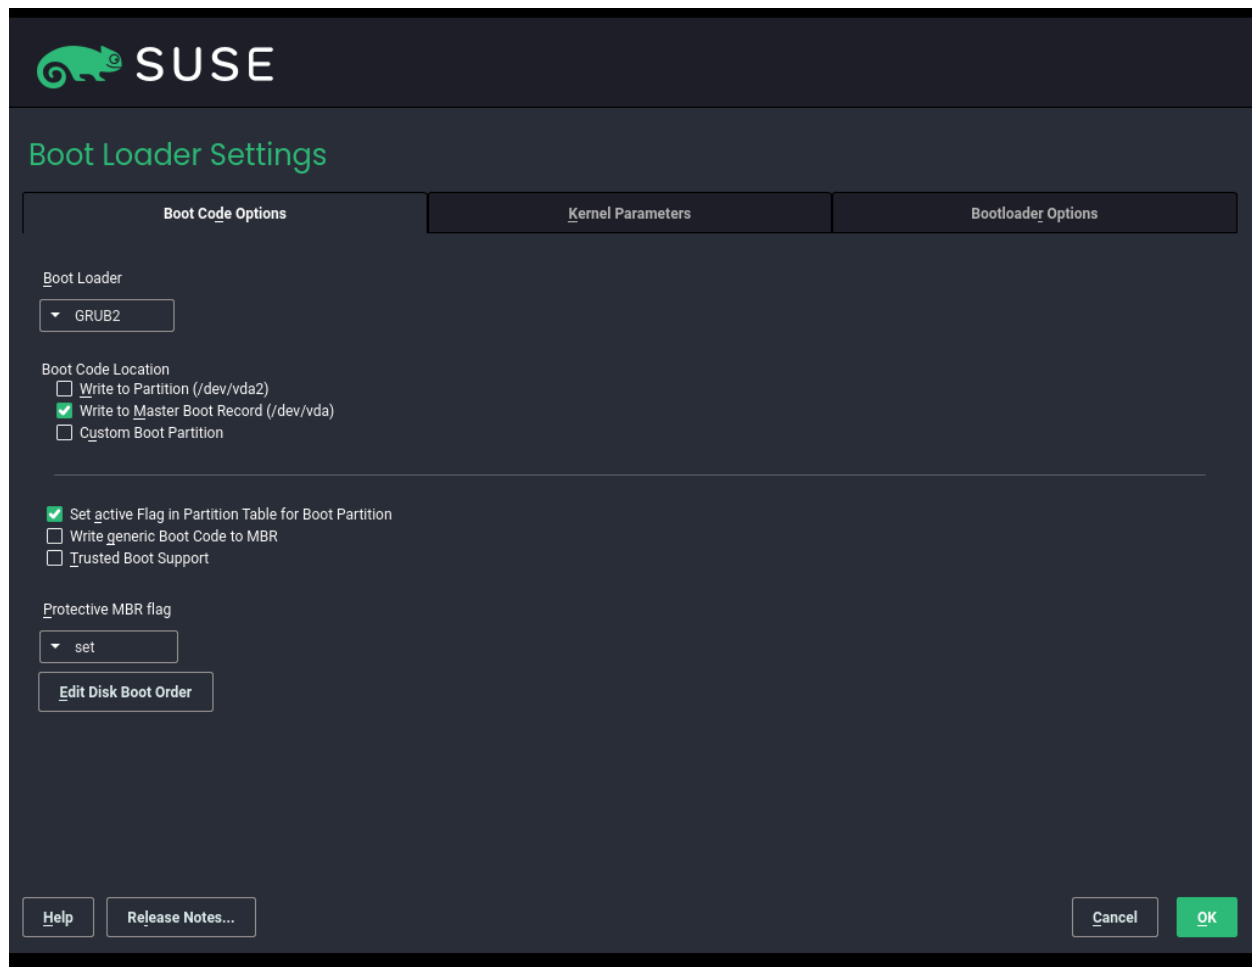 SUSE
Boot Loader Settings
Boot Code Options Kernel Parameters Bootloader Options
Boot Loader
GRUB2
Boot Code Location
Write to Partition (/dev/vda2)
Write to Master Boot Record (/dev/vda)
Custom Boot Partition
Set active Flag in Partition Table for Boot Partition
Write generic Boot Code to MBR
Trusted Boot Support
Protective MBR flag
set
Edit Disk Boot Order
Help Release Notes... Cancel OK